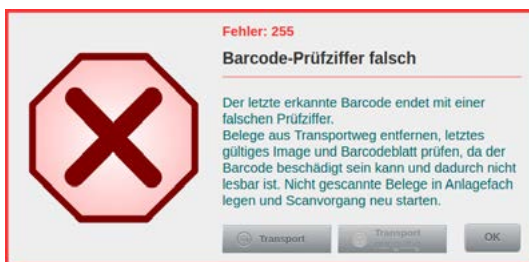 Fehler: 255
Barcode-Prüfziffer falsch
Der letzte erkannte Barcode endet mit einer
falschen Prüfziffer.
Belege aus Transportweg entfernen, letztes
gültiges Image und Barcodeblatt prüfen, da der
Barcode beschädigt sein kann und dadurch nicht
lesbar ist. Nicht gescannte Belege in Anlagefach
legen und Scanvorgang neu starten.
Transport
Transport
OK